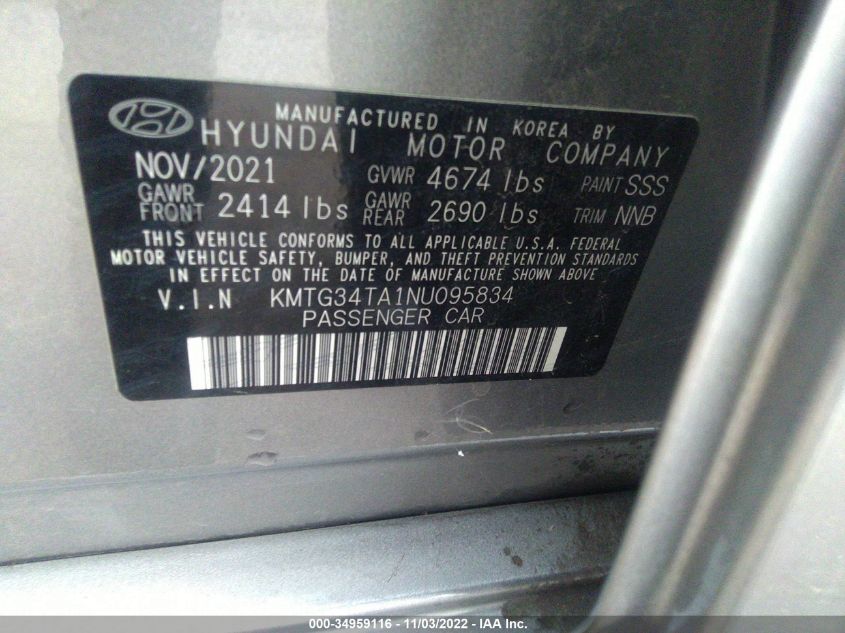 MANUFACTURED IN KOREA BY
HYUNDAI MOTOR COMPANY
NOV/2021 GVWR 4674 lbs PAINT SSS
GAWR FRONT 2414 lbs GAWR REAR 2690 lbs TRIM NNB
THIS VEHICLE CONFORMS TO ALL APPLICABLE U.S.A. FEDERAL
MOTOR VEHICLE SAFETY, BUMPER, AND THEFT PREVENTION STANDARDS
IN EFFECT ON THE DATE OF MANUFACTURE SHOWN ABOVE.
V.I.N KMTG34TA1NU095834
PASSENGER CAR
000-34959116 - 11/03/2022 - IAA Inc.